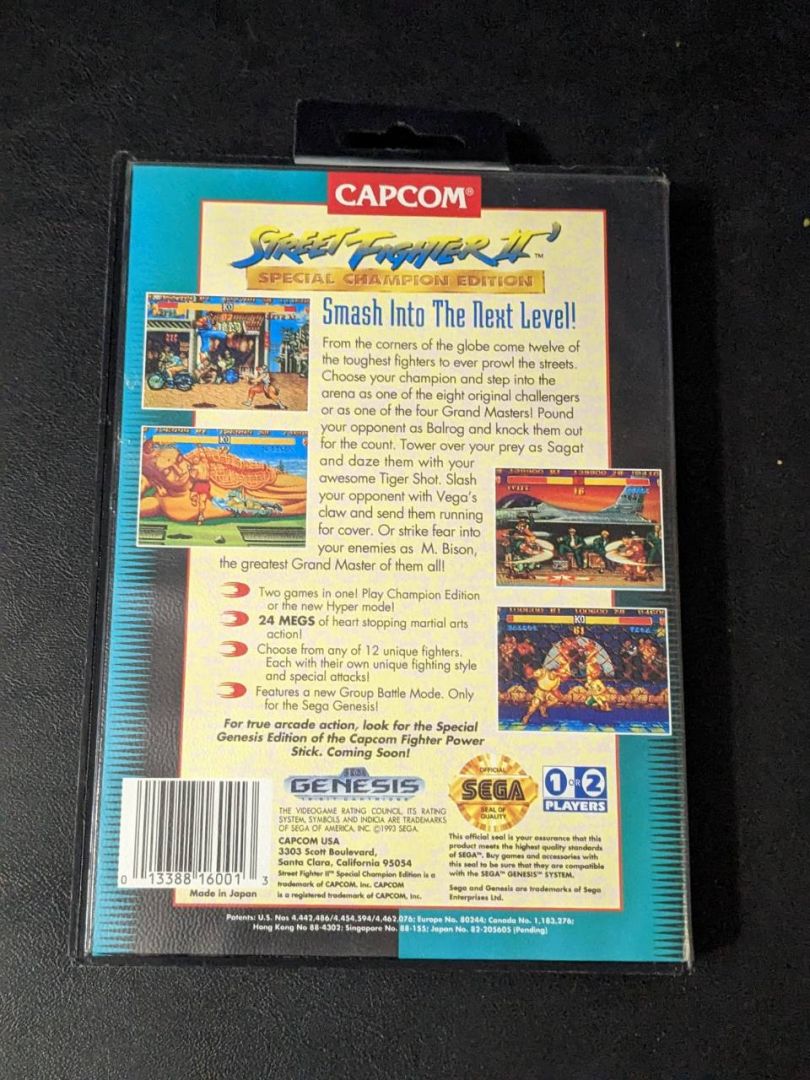 CAPCOM®
STREET FIGHTER II'™
SPECIAL CHAMPION EDITION
Smash Into The Next Level!
From the corners of the globe come twelve of
the toughest fighters to ever prowl the streets.
Choose your champion and step into the
arena as one of the eight original challengers
or as one of the four Grand Masters! Pound
your opponent as Balrog and knock them out
for the count. Tower over your prey as Sagat
and daze them with your
awesome Tiger Shot. Slash
your opponent with Vega's
claw and send them running
for cover. Or strike fear into
your enemies as M. Bison,
the greatest Grand Master of them all!
Two games in one! Play Champion Edition
or the new Hyper mode!
24 MEGS of heart stopping martial arts
action!
Choose from any of 12 unique fighters.
Each with their own unique fighting style
and special attacks!
Features a new Group Battle Mode. Only
for the Sega Genesis!
For true arcade action, look for the Special
Genesis Edition of the Capcom Fighter Power
Stick. Coming Soon!
KO
KO
16
KO
61
0 13388 16001 3
Made in Japan
SEGA
GENESIS
16-BIT CARTRIDGE
THE VIDEOGAME RATING COUNCIL, ITS RATING
SYSTEM, SYMBOLS AND INDICIA ARE TRADEMARKS
OF SEGA OF AMERICA, INC. ©1993 SEGA.
CAPCOM USA
3303 Scott Boulevard,
Santa Clara, California 95054
Street Fighter II'™ Special Champion Edition is a
trademark of CAPCOM, Inc. CAPCOM
is a registered trademark of CAPCOM, Inc.
OFFICIAL
SEGA
SEAL OF
QUALITY
1 OR 2
PLAYERS
This official seal is your assurance that this
product meets the highest quality standards
of SEGA™. Buy games and accessories with
this seal to be sure that they are compatible
with the SEGA™ GENESIS™ SYSTEM.
Sega and Genesis are trademarks of Sega
Enterprises Ltd.
Patents: U.S. Nos 4,442,486/4,454,594/4,462,076; Europe No. 80244; Canada No. 1,183,276;
Hong Kong No 88-4302; Singapore No. 88-155; Japan No. 82-205605 (Pending)